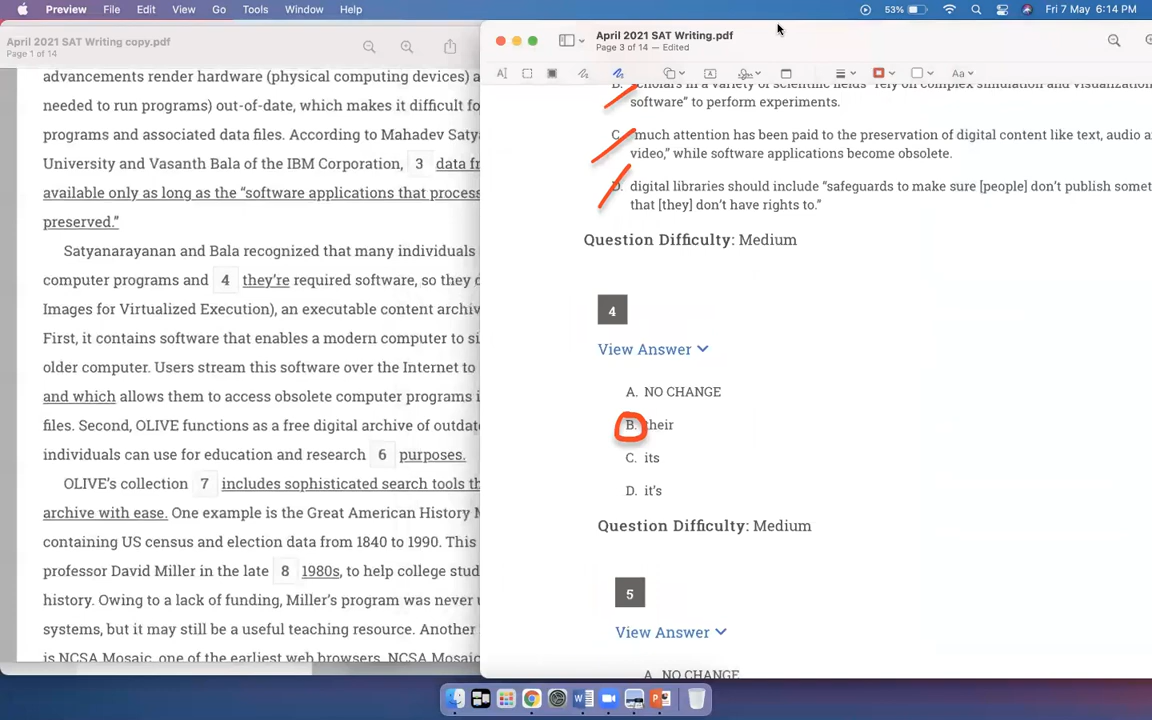 Preview File Edit View Go Tools Window Help 53% Fri 7 May 6:14 PM
April 2021 SAT Writing copy.pdf
Page 1 of 14
advancements render hardware (physical computing devices) a
needed to run programs) out-of-date, which makes it difficult fo
programs and associated data files. According to Mahadev Saty
University and Vasanth Bala of the IBM Corporation, 3 data fr
available only as long as the “software applications that process
preserved.”
Satyanarayanan and Bala recognized that many individuals
computer programs and 4 they’re required software, so they d
Images for Virtualized Execution), an executable content archiv
First, it contains software that enables a modern computer to si
older computer. Users stream this software over the Internet to
and which allows them to access obsolete computer programs i
files. Second, OLIVE functions as a free digital archive of outdat
individuals can use for education and research 6 purposes.
OLIVE’s collection 7 includes sophisticated search tools th
archive with ease. One example is the Great American History M
containing US census and election data from 1840 to 1990. This
professor David Miller in the late 8 1980s, to help college stud
history. Owing to a lack of funding, Miller’s program was never u
systems, but it may still be a useful teaching resource. Another
is NCSA Mosaic, one of the earliest web browsers. NCSA Mosaic
April 2021 SAT Writing.pdf
Page 3 of 14 — Edited
Aa
B. scholars in a variety of scientific fields “rely on complex simulation and visualization
software” to perform experiments.
C. “much attention has been paid to the preservation of digital content like text, audio a
video,” while software applications become obsolete.
D. digital libraries should include “safeguards to make sure [people] don’t publish somet
that [they] don’t have rights to.”
Question Difficulty: Medium
4
View Answer
A. NO CHANGE
B. their
C. its
D. it’s
Question Difficulty: Medium
5
View Answer
A. NO CHANGE